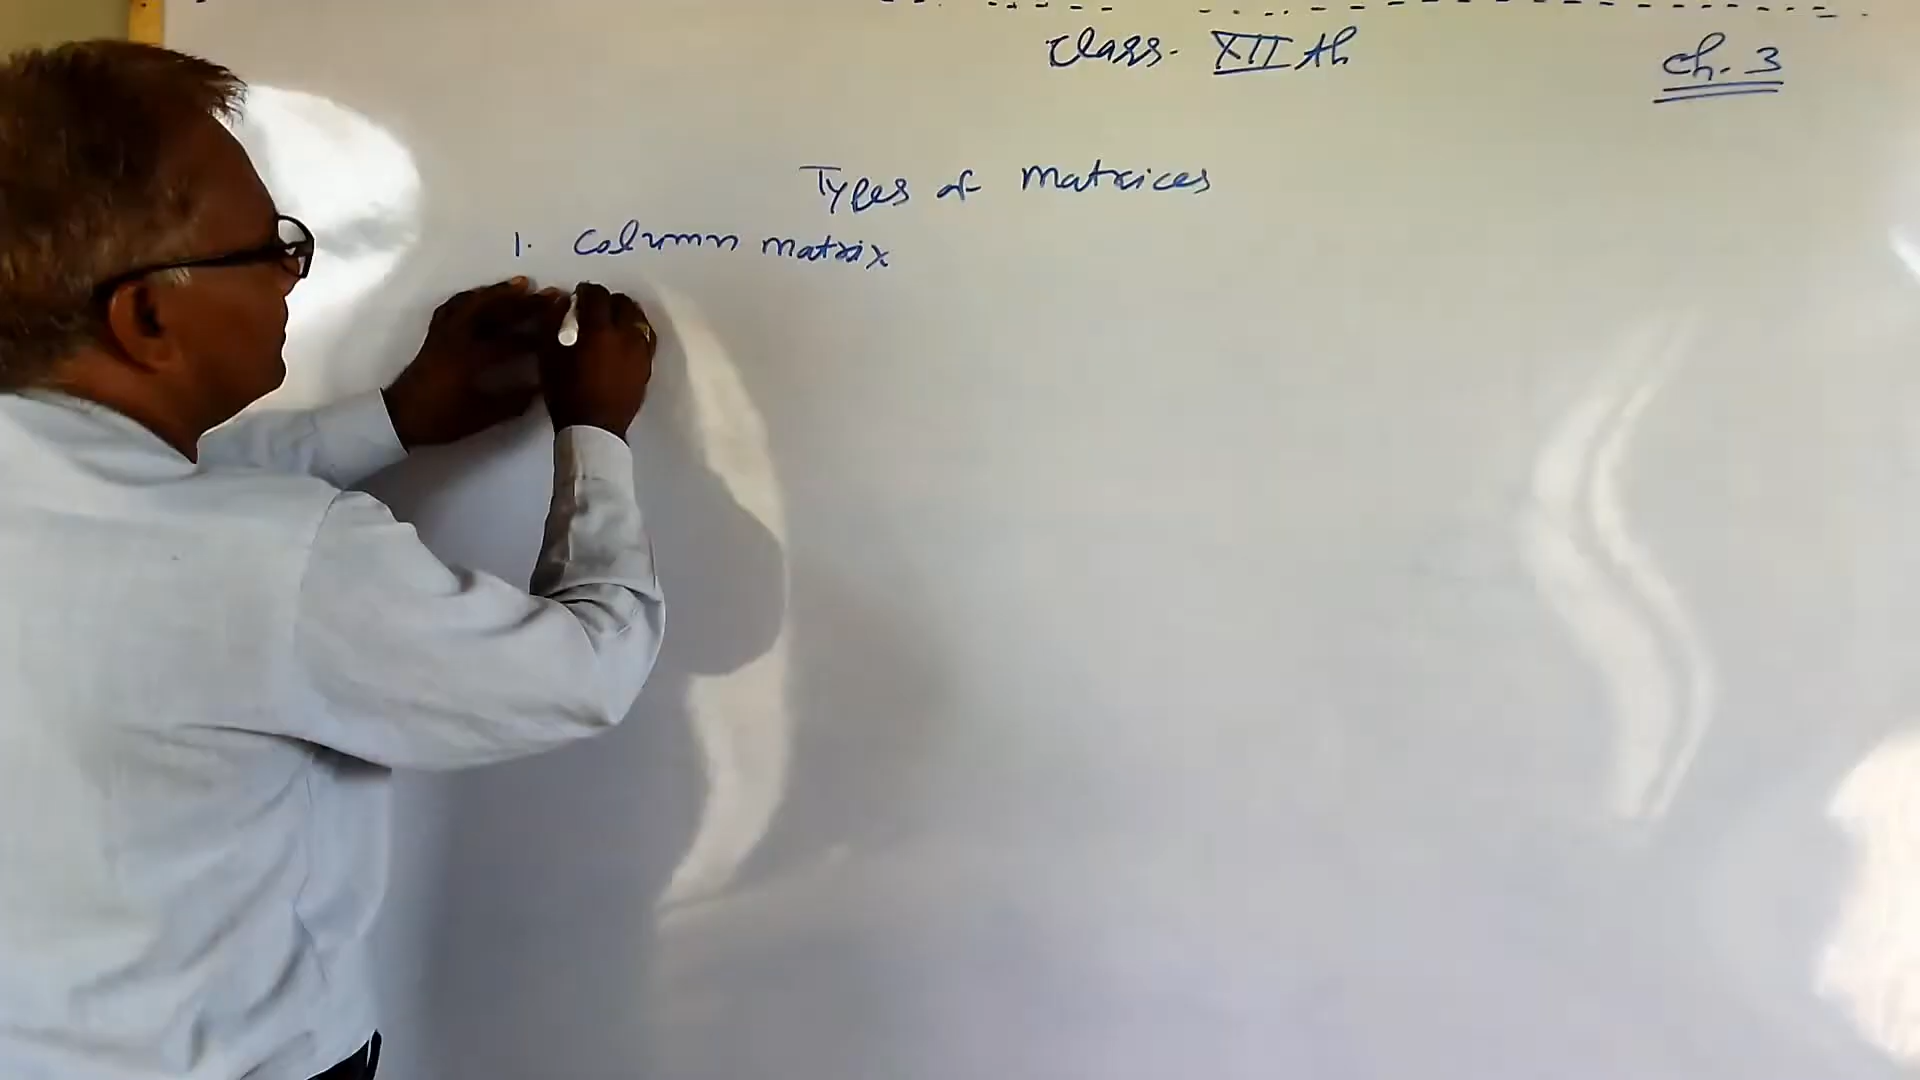 Class- XII th
Ch. 3
Types of Matrices
1. Column matrix